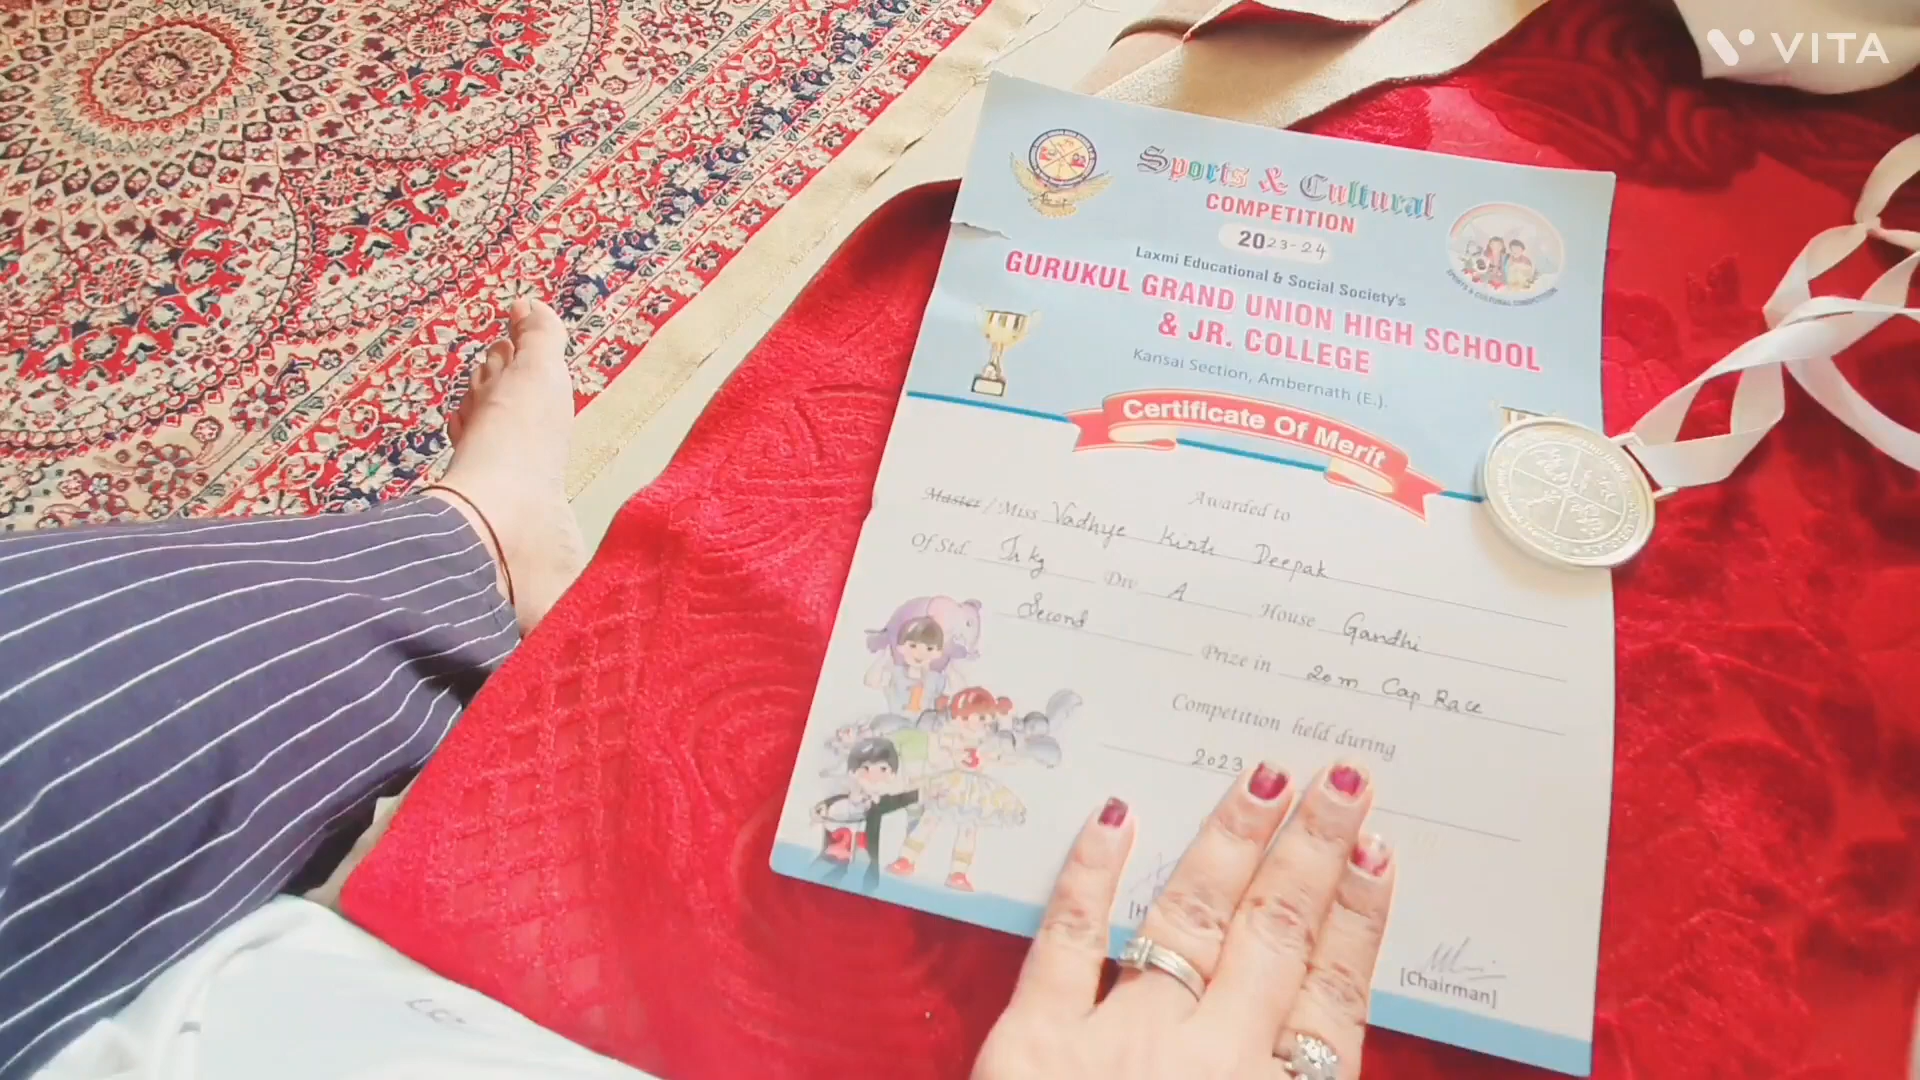 VITA
Sports & Cultural
COMPETITION
2023-24
Laxmi Educational & Social Society's
GURUKUL GRAND UNION HIGH SCHOOL
& JR. COLLEGE
Kansai Section, Ambernath (E.).
Certificate Of Merit
Awarded to
Master / Miss Vadhye Kirti Deepak
Of Std. Jr kg Div A House Gandhi
Second Prize in 20m Cap Race
Competition held during
2023
[Chairman]